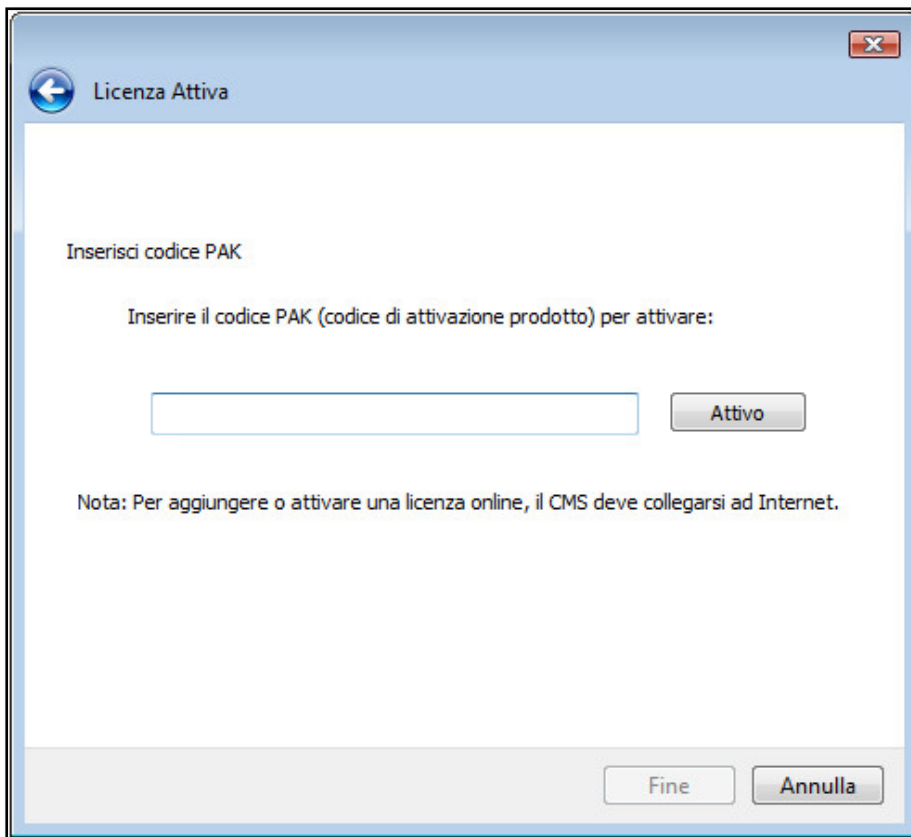 Licenza Attiva
Inserisci codice PAK
Inserire il codice PAK (codice di attivazione prodotto) per attivare:
Attivo
Nota: Per aggiungere o attivare una licenza online, il CMS deve collegarsi ad Internet.
Fine
Annulla